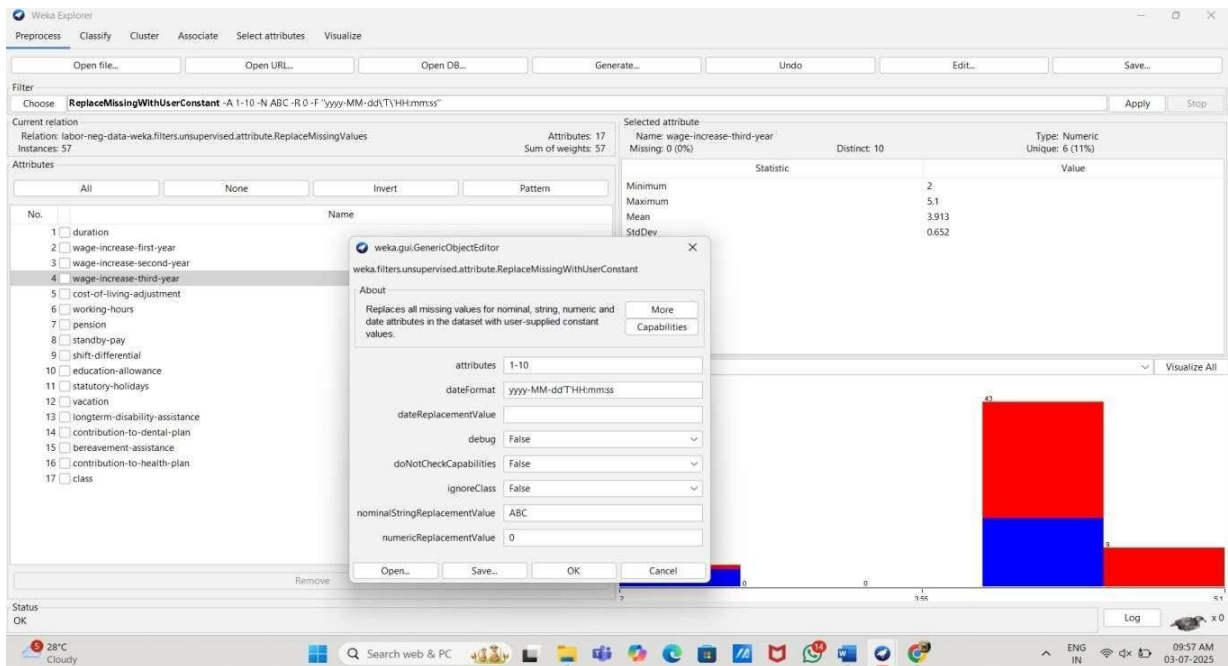 Weka Explorer
Preprocess Classify Cluster Associate Select attributes Visualize
Open file... Open URL... Open DB... Generate... Undo Edit... Save...
Filter
Choose ReplaceMissingWithUserConstant -A 1-10 -N ABC -R 0 -F "yyyy-MM-dd\'T\'HH:mm:ss" Apply Stop
Current relation
Relation: labor-neg-data-weka.filters.unsupervised.attribute.ReplaceMissingValues Attributes: 17
Instances: 57 Sum of weights: 57
Selected attribute
Name: wage-increase-third-year Type: Numeric
Missing: 0 (0%) Distinct: 10 Unique: 6 (11%)
Attributes
All None Invert Pattern
No. Name
1 duration
2 wage-increase-first-year
3 wage-increase-second-year
4 wage-increase-third-year
5 cost-of-living-adjustment
6 working-hours
7 pension
8 standby-pay
9 shift-differential
10 education-allowance
11 statutory-holidays
12 vacation
13 longterm-disability-assistance
14 contribution-to-dental-plan
15 bereavement-assistance
16 contribution-to-health-plan
17 class
Remove
Statistic Value
Minimum 2
Maximum 5.1
Mean 3.913
StdDev 0.652
weka.gui.GenericObjectEditor
weka.filters.unsupervised.attribute.ReplaceMissingWithUserConstant
About
Replaces all missing values for nominal, string, numeric and
date attributes in the dataset with user-supplied constant
values.
More
Capabilities
attributes 1-10
dateFormat yyyy-MM-dd'T'HH:mm:ss
dateReplacementValue
debug False
doNotCheckCapabilities False
ignoreClass False
nominalStringReplacementValue ABC
numericReplacementValue 0
Open... Save... OK Cancel
Visualize All
43
9
0 0
2 3.55 5.1
Status
OK
Log x 0
5 28°C
Cloudy
Search web & PC
ENG
IN
09:57 AM
03-07-2025